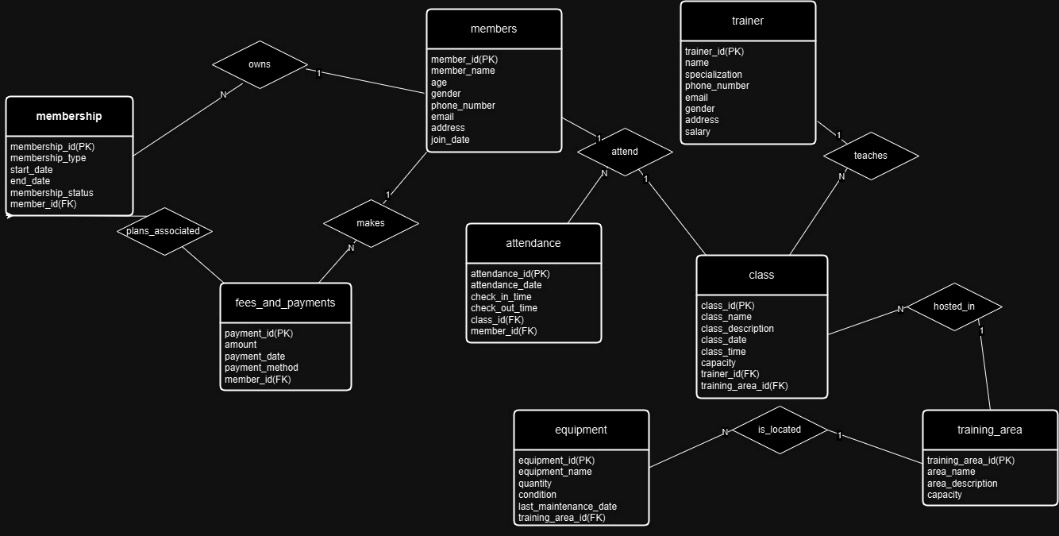 members
member_id(PK)
member_name
age
gender
phone_number
email
address
join_date
trainer
trainer_id(PK)
name
specialization
phone_number
email
gender
address
salary
owns
1
N
membership
membership_id(PK)
membership_type
start_date
end_date
membership_status
member_id(FK)
1
attend
N
1
1
teaches
N
makes
1
N
plans_associated
fees_and_payments
payment_id(PK)
amount
payment_date
payment_method
member_id(FK)
attendance
attendance_id(PK)
attendance_date
check_in_time
check_out_time
class_id(FK)
member_id(FK)
class
class_id(PK)
class_name
class_description
class_date
class_time
capacity
trainer_id(FK)
training_area_id(FK)
N
hosted_in
1
equipment
equipment_id(PK)
equipment_name
quantity
condition
last_maintenance_date
training_area_id(FK)
N
is_located
1
training_area
training_area_id(PK)
area_name
area_description
capacity